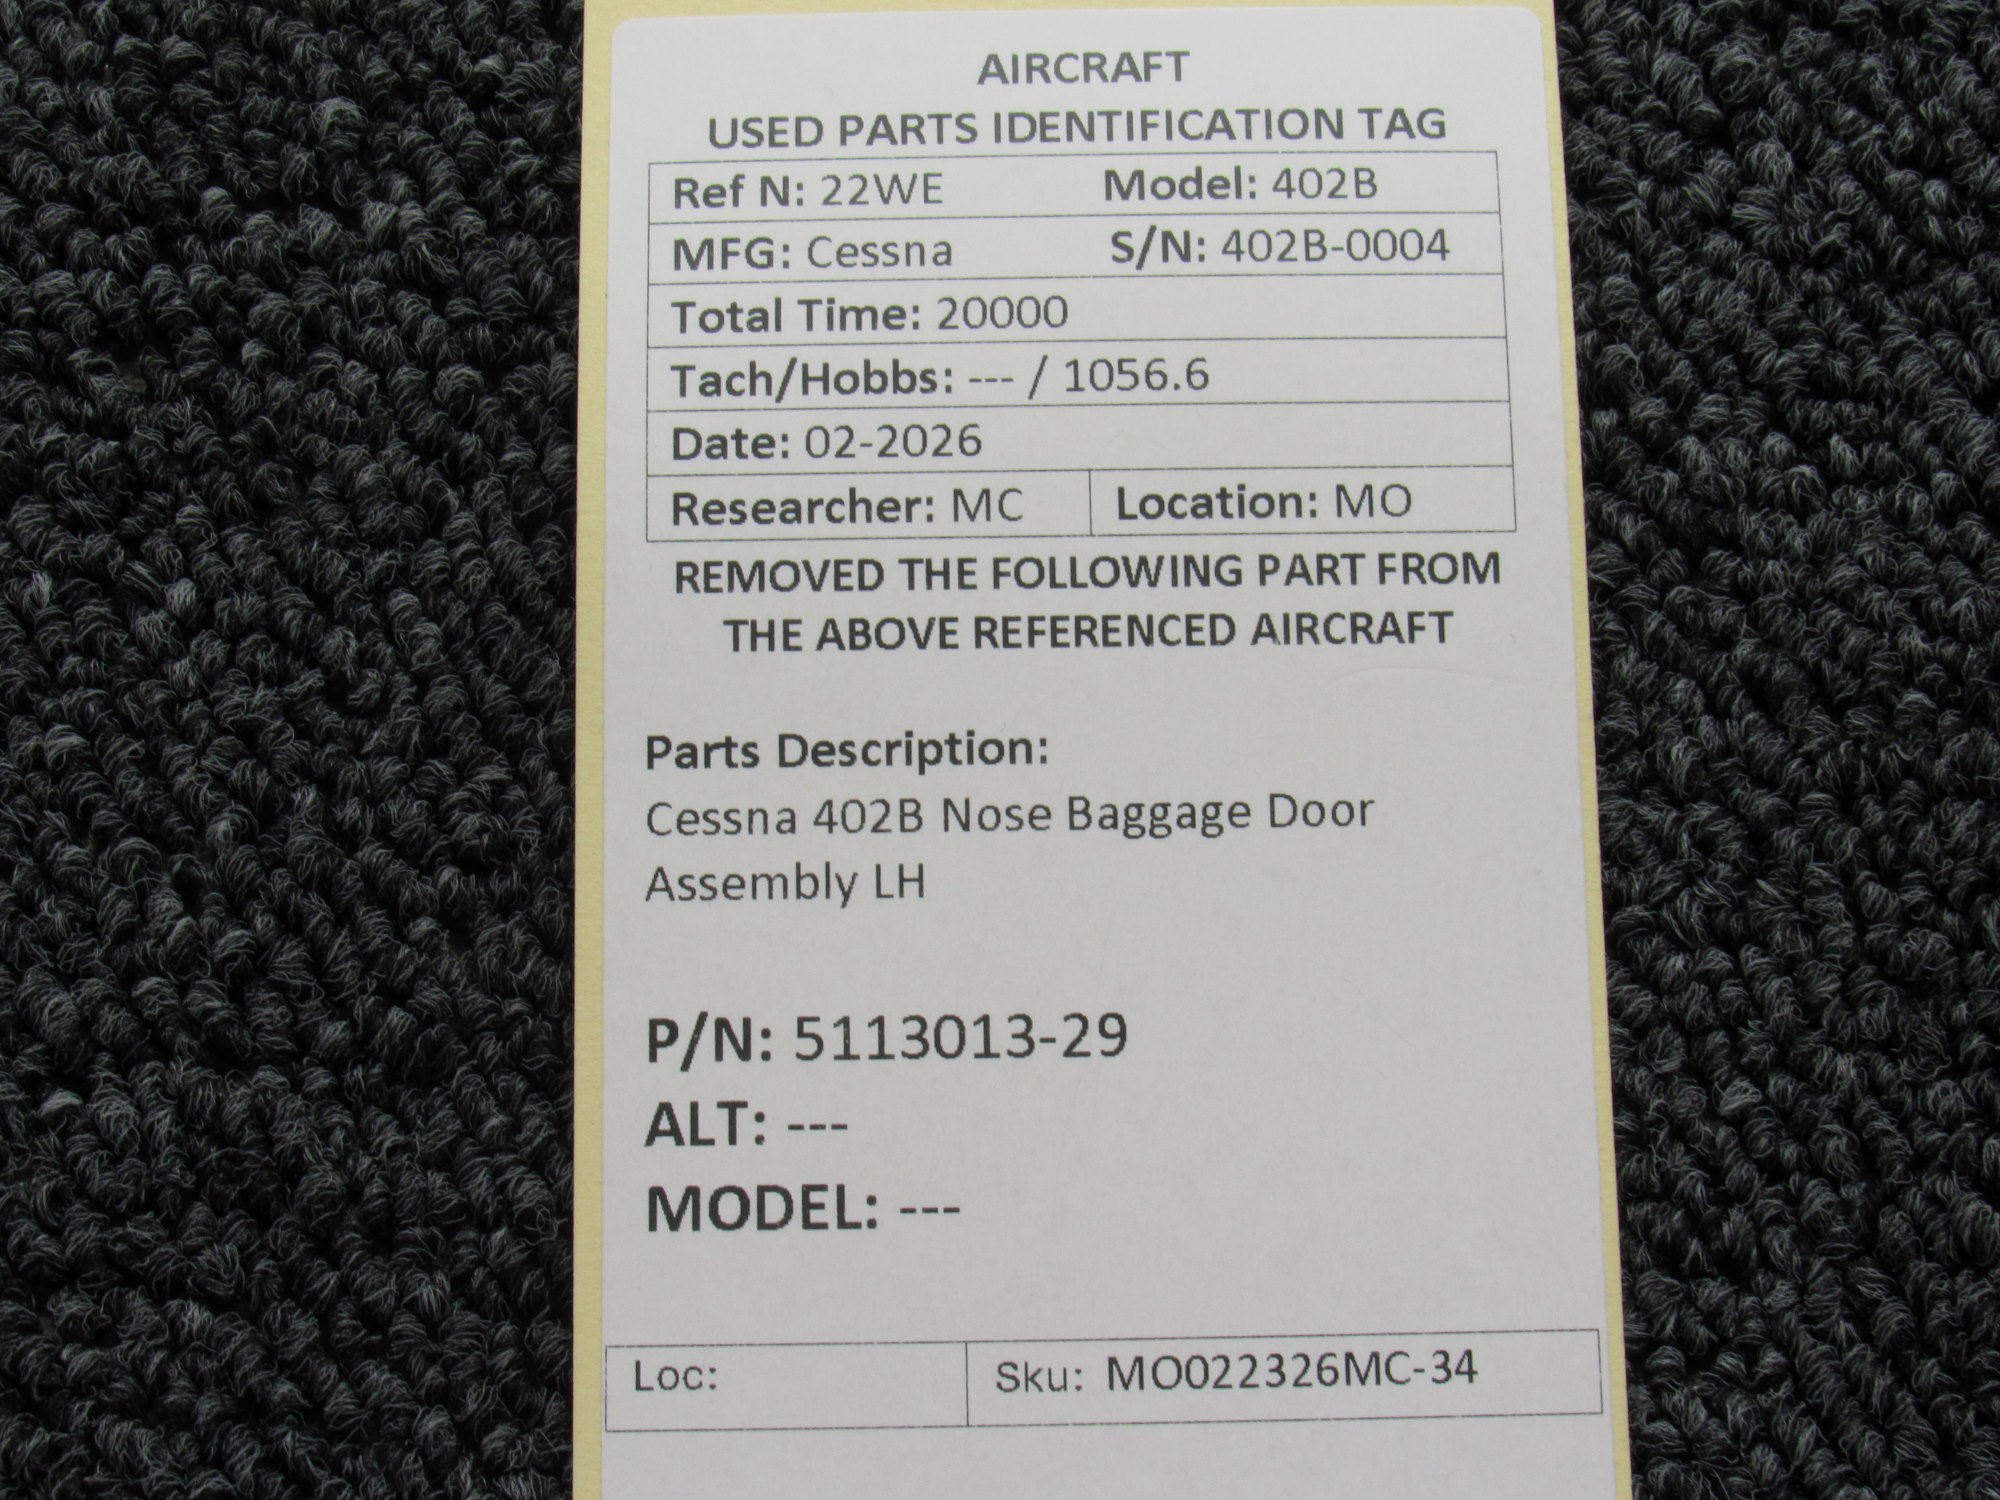 AIRCRAFT
USED PARTS IDENTIFICATION TAG
Ref N: 22WE Model: 402B
MFG: Cessna S/N: 402B-0004
Total Time: 20000
Tach/Hobbs: --- / 1056.6
Date: 02-2026
Researcher: MC Location: MO
REMOVED THE FOLLOWING PART FROM
THE ABOVE REFERENCED AIRCRAFT
Parts Description:
Cessna 402B Nose Baggage Door
Assembly LH
P/N: 5113013-29
ALT: ---
MODEL: ---
Loc: Sku: MO022326MC-34